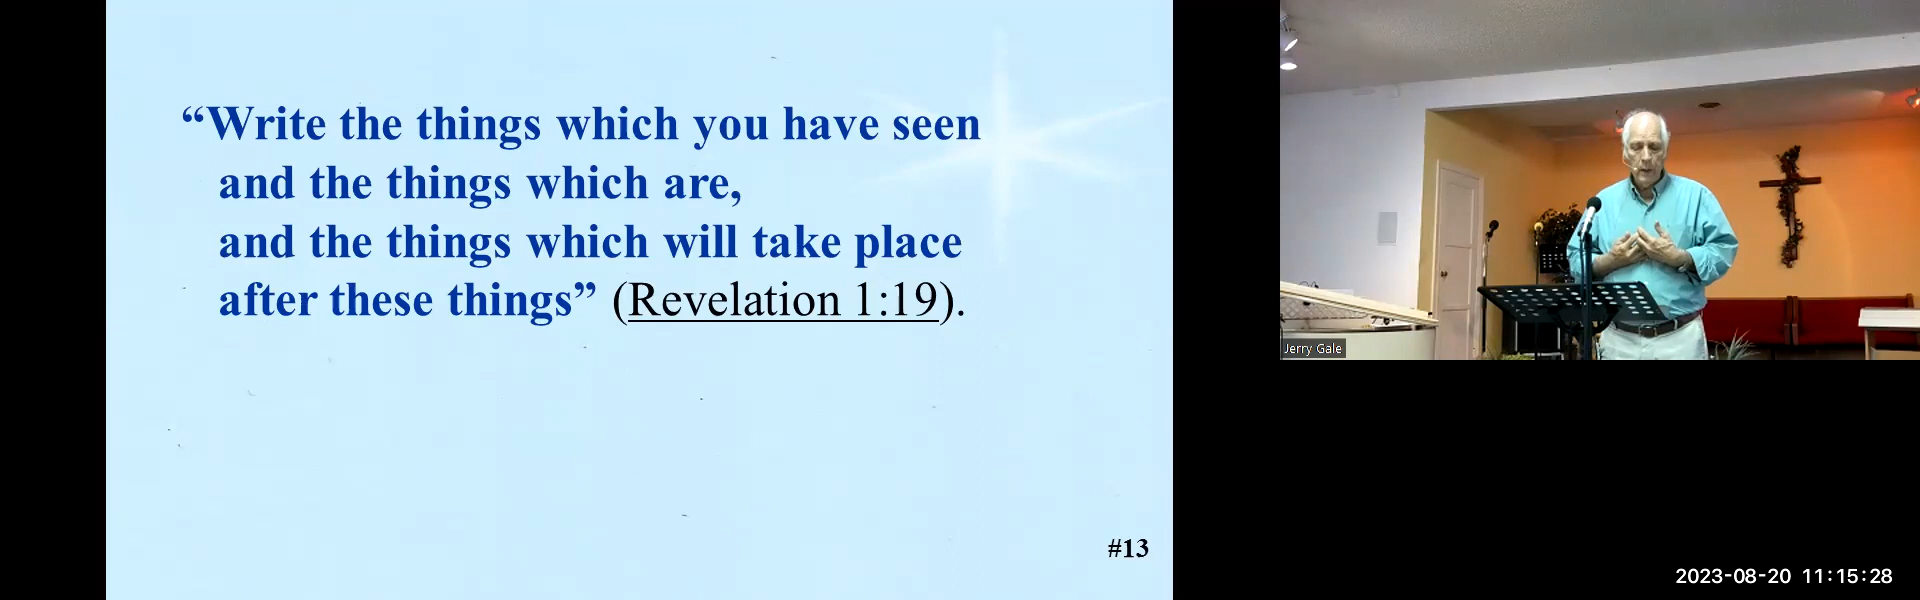 “Write the things which you have seen
and the things which are,
and the things which will take place
after these things” (Revelation 1:19).
#13
Jerry Gale
2023-08-20 11:15:28